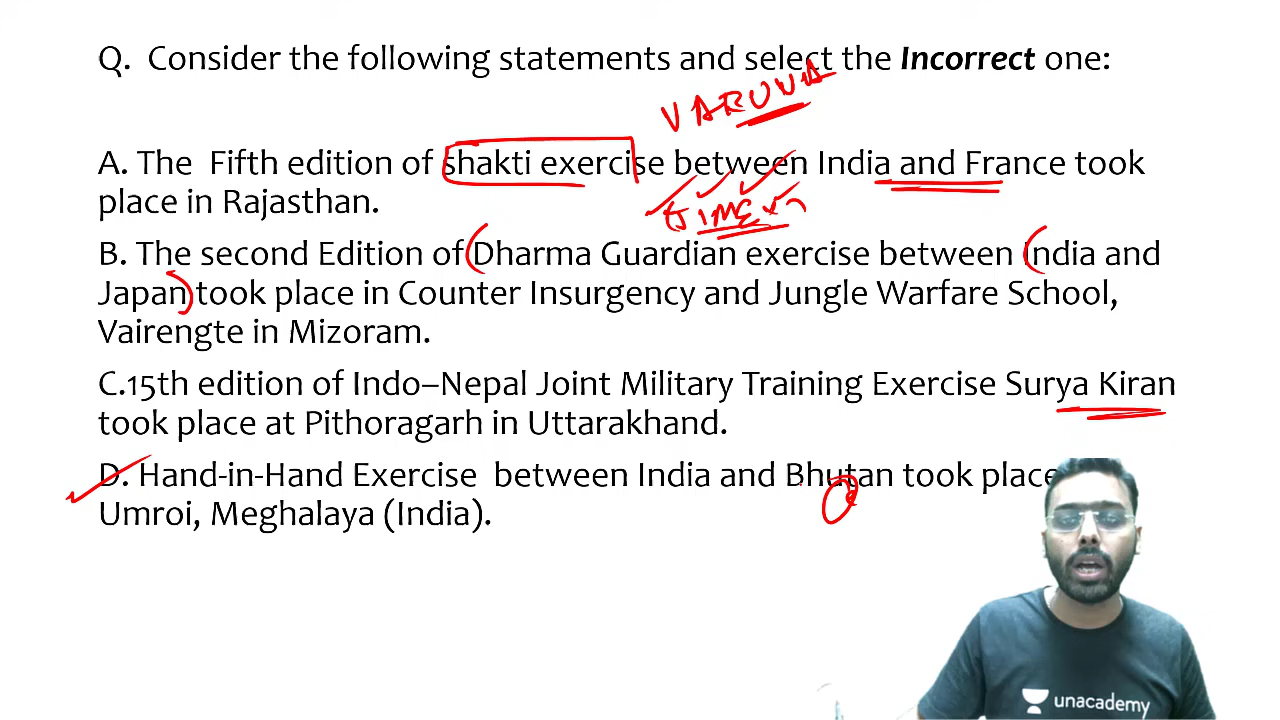 Q. Consider the following statements and select the Incorrect one:
VARUNA
A. The Fifth edition of shakti exercise between India and France took
place in Rajasthan.
B. The second Edition of Dharma Guardian exercise between India and
Japan took place in Counter Insurgency and Jungle Warfare School,
Vairengte in Mizoram.
C.15th edition of Indo–Nepal Joint Military Training Exercise Surya Kiran
took place at Pithoragarh in Uttarakhand.
D. Hand-in-Hand Exercise between India and Bhutan took place
Umroi, Meghalaya (India).
unacademy